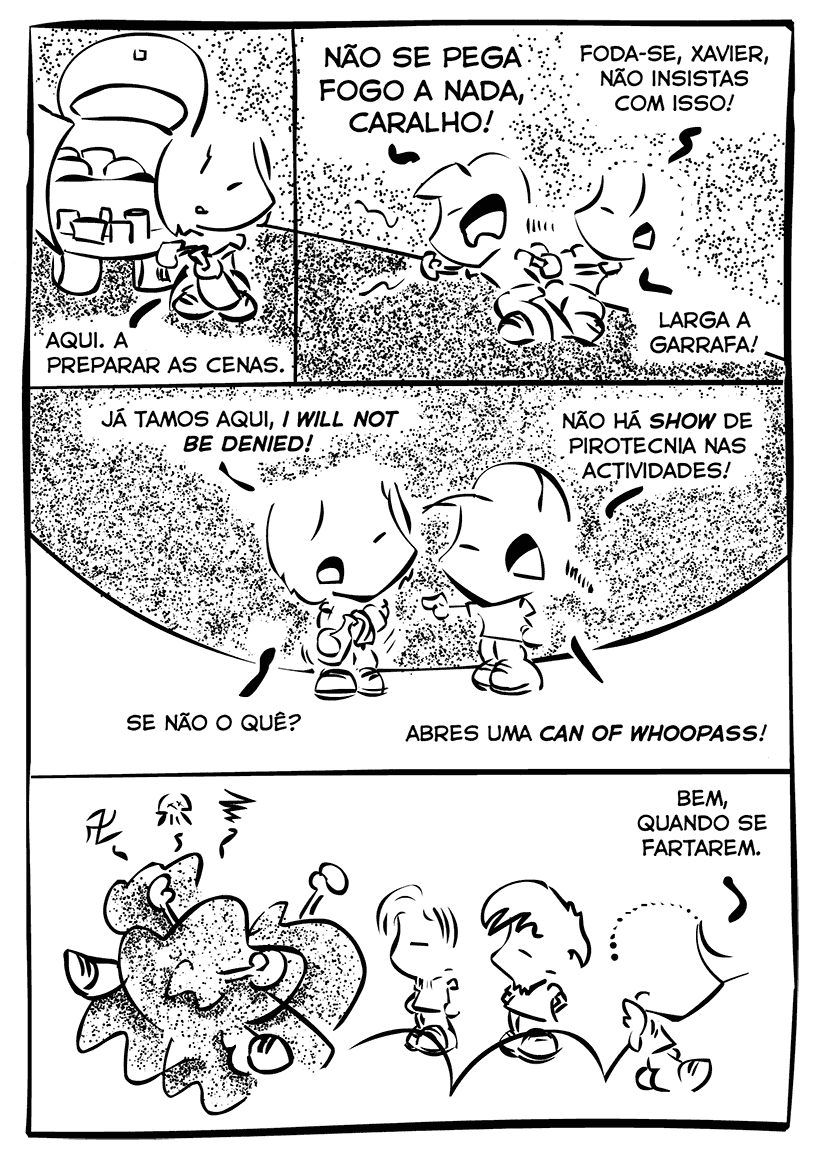 AQUI. A
PREPARAR AS CENAS.
NÃO SE PEGA
FOGO A NADA,
CARALHO!
FODA-SE, XAVIER,
NÃO INSISTAS
COM ISSO!
LARGA A
GARRAFA!
JÁ TAMOS AQUI, I WILL NOT
BE DENIED!
NÃO HÁ SHOW DE
PIROTECNIA NAS
ACTIVIDADES!
SE NÃO O QUÊ?
ABRES UMA CAN OF WHOOPASS!
BEM,
QUANDO SE
FARTAREM.